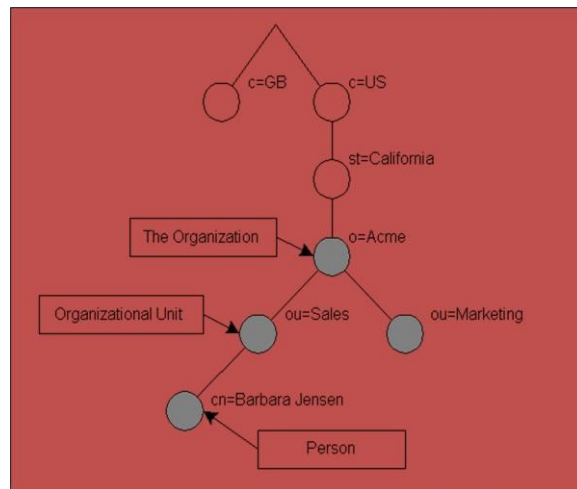 c=GB
c=US
st=California
The Organization
o=Acme
Organizational Unit
ou=Sales
ou=Marketing
cn=Barbara Jensen
Person